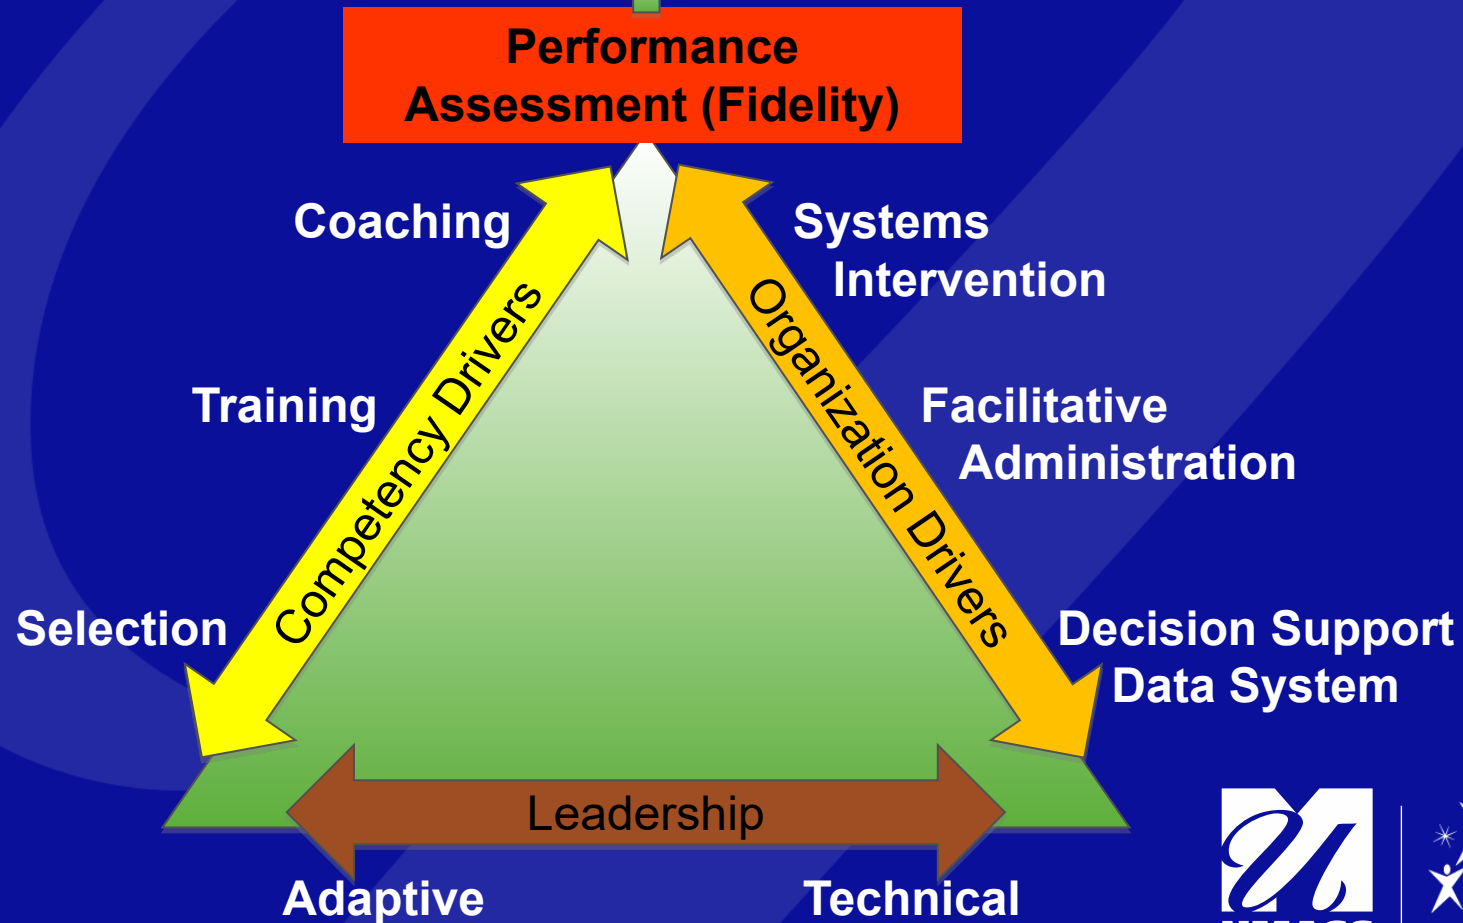 Performance
Assessment (Fidelity)
Coaching
Systems
Intervention
Competency Drivers
Organization Drivers
Training
Facilitative
Administration
Selection
Decision Support
Data System
Leadership
Adaptive
Technical